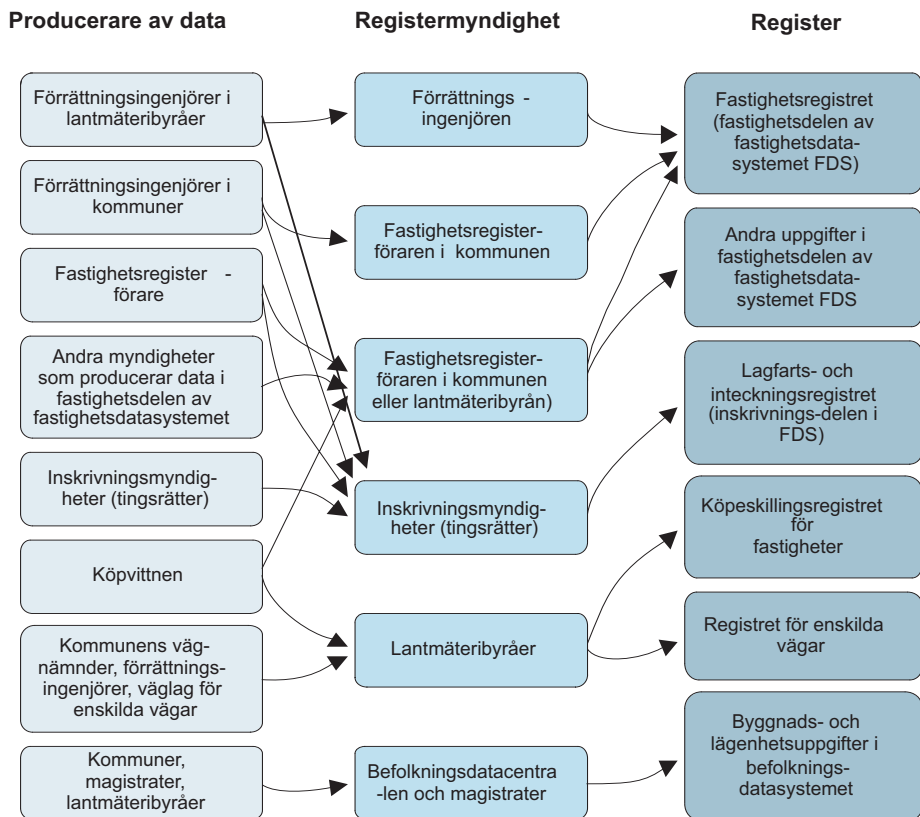 Producerare av data
Registermyndighet
Register
Förrättningsingenjörer i
lantmäteribyråer
Förrättningsingenjörer i
kommuner
Fastighetsregister -
förare
Andra myndigheter
som producerar data i
fastighetsdelen av
fastighetsdatasystemet
Inskrivningsmyndig-
heter (tingsrätter)
Köpvittnen
Kommunens väg-
nämnder, förrättnings-
ingenjörer, väglag för
enskilda vägar
Kommuner,
magistrater,
lantmäteribyråer
Förrättnings -
ingenjören
Fastighetsregister-
föraren i kommunen
Fastighetsregister-
föraren i kommunen
eller lantmäteribyrån)
Inskrivningsmyndig-
heter (tingsrätter)
Lantmäteribyråer
Befolkningsdatacentra
-len och magistrater
Fastighetsregistret
(fastighetsdelen av
fastighetsdata-
systemet FDS)
Andra uppgifter i
fastighetsdelen av
fastighetsdata-
systemet FDS
Lagfarts- och
inteckningsregistret
(inskrivnings-delen i
FDS)
Köpeskillingsregistret
för
fastigheter
Registret för enskilda
vägar
Byggnads- och
lägenhetsuppgifter i
befolknings-
datasystemet